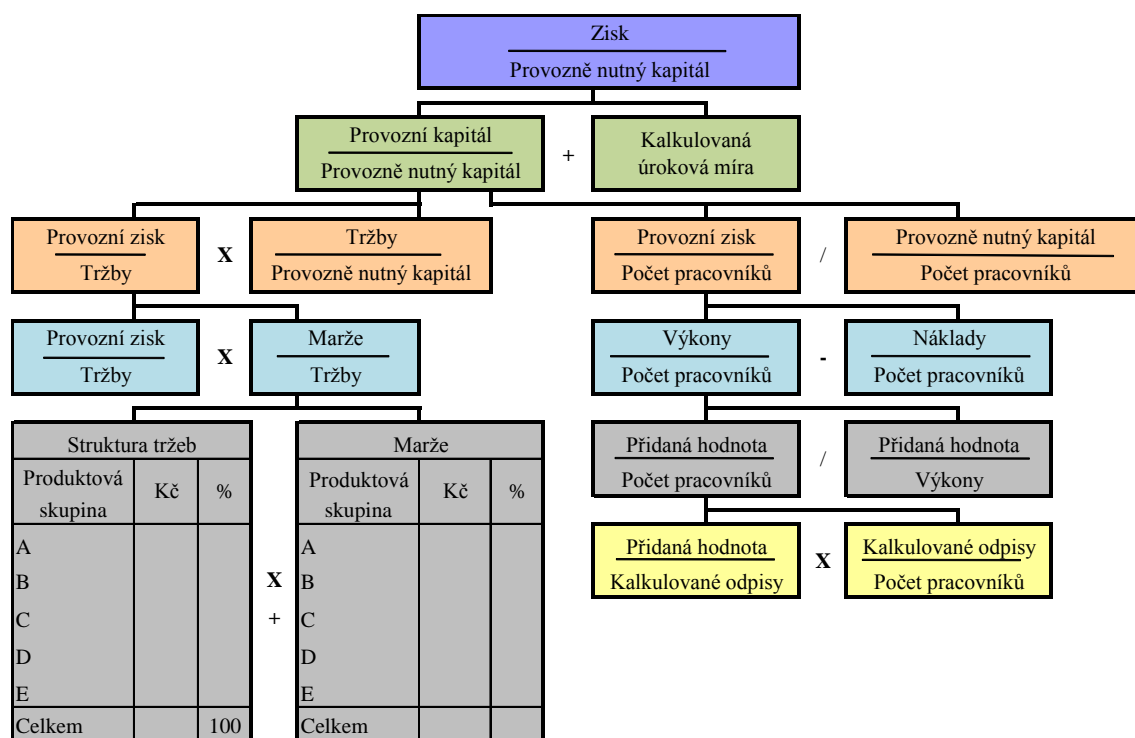 Zisk
Provozně nutný kapitál
Provozní kapitál
Provozně nutný kapitál
+
Kalkulovaná
úroková míra
Provozní zisk
Tržby
X
Tržby
Provozně nutný kapitál
Provozní zisk
Počet pracovníků
/
Provozně nutný kapitál
Počet pracovníků
Provozní zisk
Tržby
X
Marže
Tržby
Výkony
Počet pracovníků
-
Náklady
Počet pracovníků
Struktura tržeb
Produktová
skupina
Kč
%
A
B
C
D
E
Celkem
100
X
+
Marže
Produktová
skupina
Kč
%
A
B
C
D
E
Celkem
Přidaná hodnota
Počet pracovníků
/
Přidaná hodnota
Výkony
Přidaná hodnota
Kalkulované odpisy
X
Kalkulované odpisy
Počet pracovníků